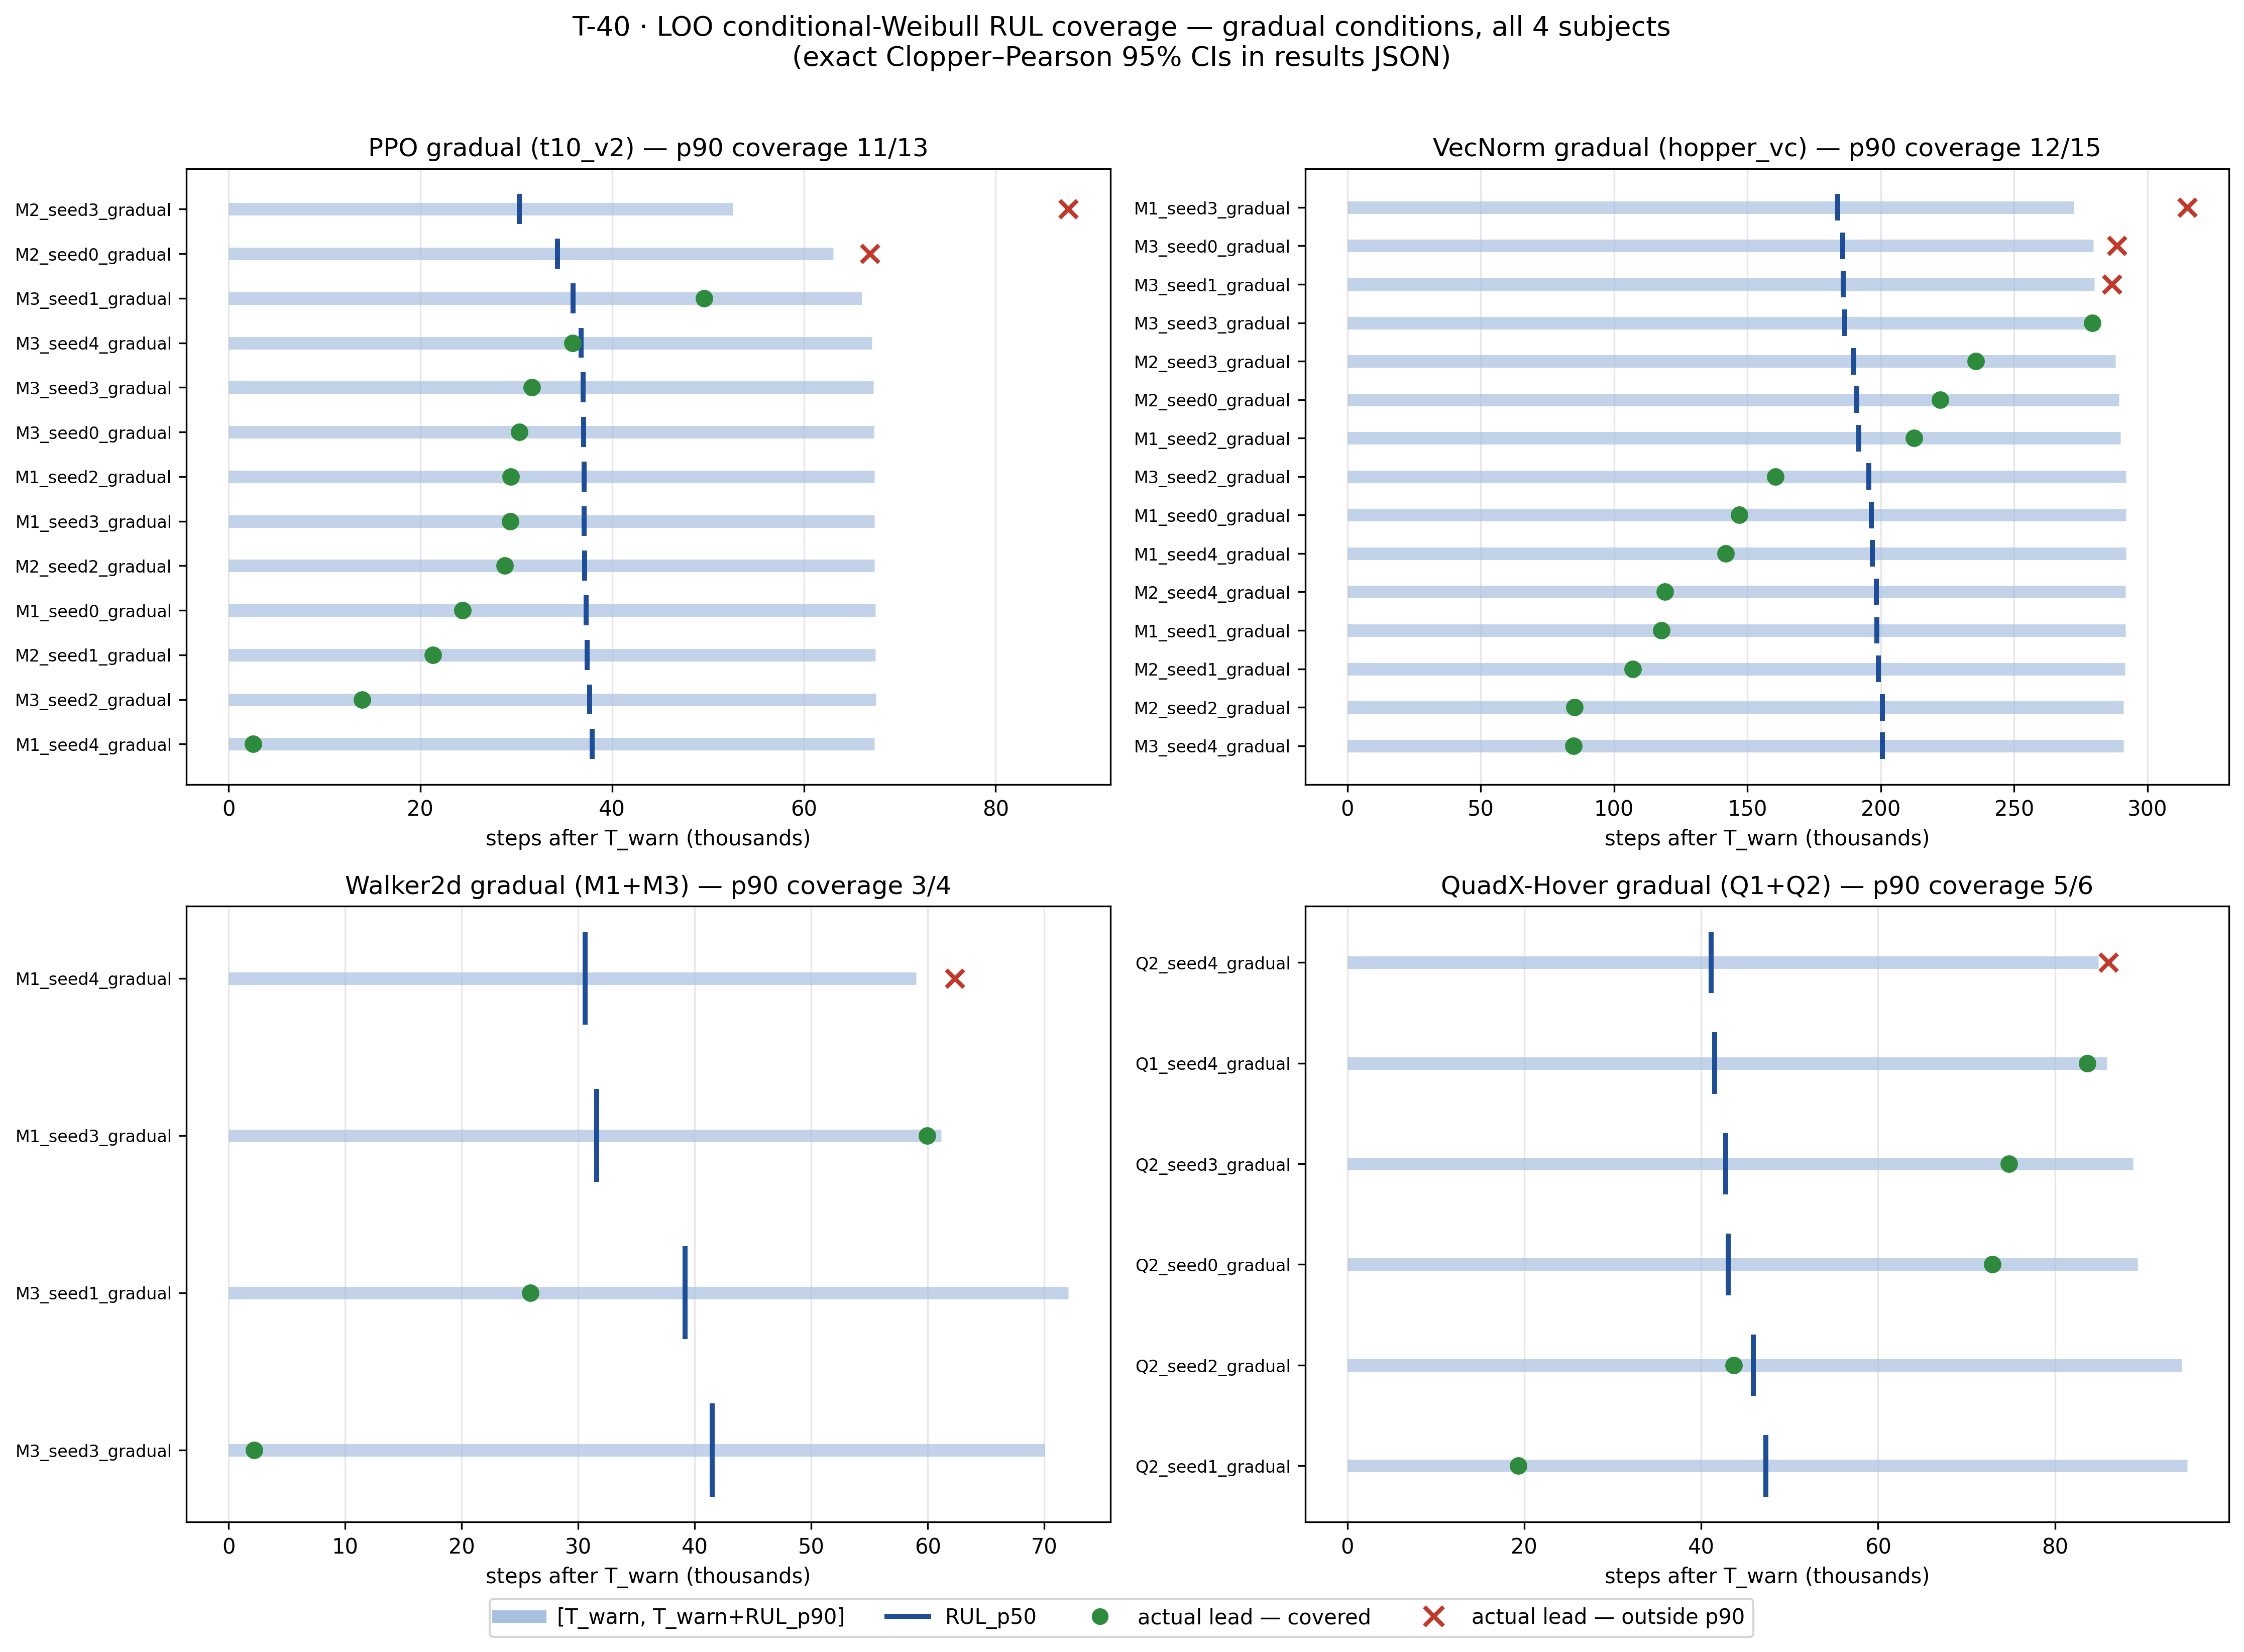 T-40 · LOO conditional-Weibull RUL coverage — gradual conditions, all 4 subjects
(exact Clopper–Pearson 95% CIs in results JSON)
PPO gradual (t10_v2) — p90 coverage 11/13
M2_seed3_gradual
M2_seed0_gradual
M3_seed1_gradual
M3_seed4_gradual
M3_seed3_gradual
M3_seed0_gradual
M1_seed2_gradual
M1_seed3_gradual
M2_seed2_gradual
M1_seed0_gradual
M2_seed1_gradual
M3_seed2_gradual
M1_seed4_gradual
0 20 40 60 80
steps after T_warn (thousands)
VecNorm gradual (hopper_vc) — p90 coverage 12/15
M1_seed3_gradual
M3_seed0_gradual
M3_seed1_gradual
M3_seed3_gradual
M2_seed3_gradual
M2_seed0_gradual
M1_seed2_gradual
M3_seed2_gradual
M1_seed0_gradual
M1_seed4_gradual
M2_seed4_gradual
M1_seed1_gradual
M2_seed1_gradual
M2_seed2_gradual
M3_seed4_gradual
0 50 100 150 200 250 300
steps after T_warn (thousands)
Walker2d gradual (M1+M3) — p90 coverage 3/4
M1_seed4_gradual
M1_seed3_gradual
M3_seed1_gradual
M3_seed3_gradual
0 10 20 30 40 50 60 70
steps after T_warn (thousands)
QuadX-Hover gradual (Q1+Q2) — p90 coverage 5/6
Q2_seed4_gradual
Q1_seed4_gradual
Q2_seed3_gradual
Q2_seed0_gradual
Q2_seed2_gradual
Q2_seed1_gradual
0 20 40 60 80
steps after T_warn (thousands)
[T_warn, T_warn+RUL_p90] RUL_p50 actual lead — covered actual lead — outside p90